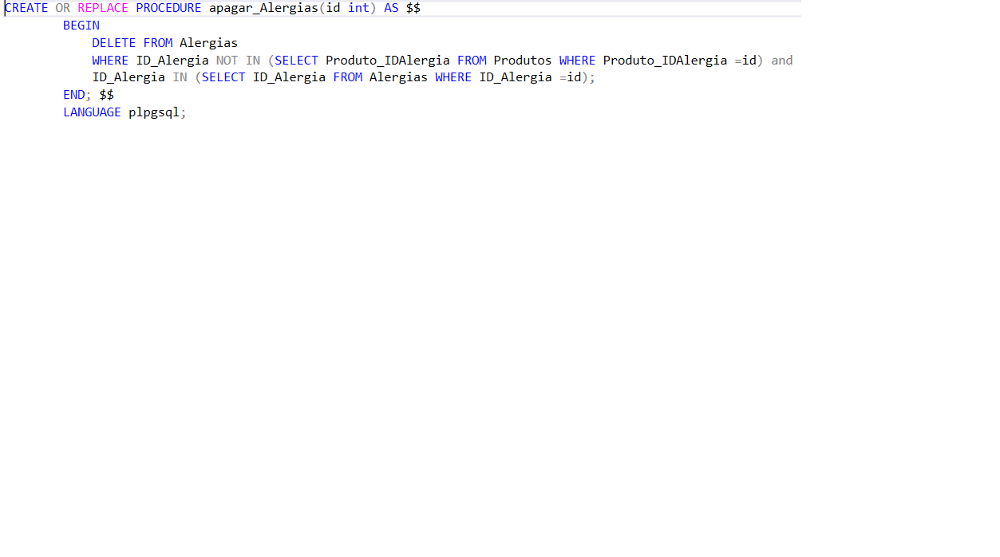 CREATE OR REPLACE PROCEDURE apagar_Alergias(id int) AS $$
BEGIN
DELETE FROM Alergias
WHERE ID_Alergia NOT IN (SELECT Produto_IDAlergia FROM Produtos WHERE Produto_IDAlergia =id) and
ID_Alergia IN (SELECT ID_Alergia FROM Alergias WHERE ID_Alergia =id);
END; $$
LANGUAGE plpgsql;